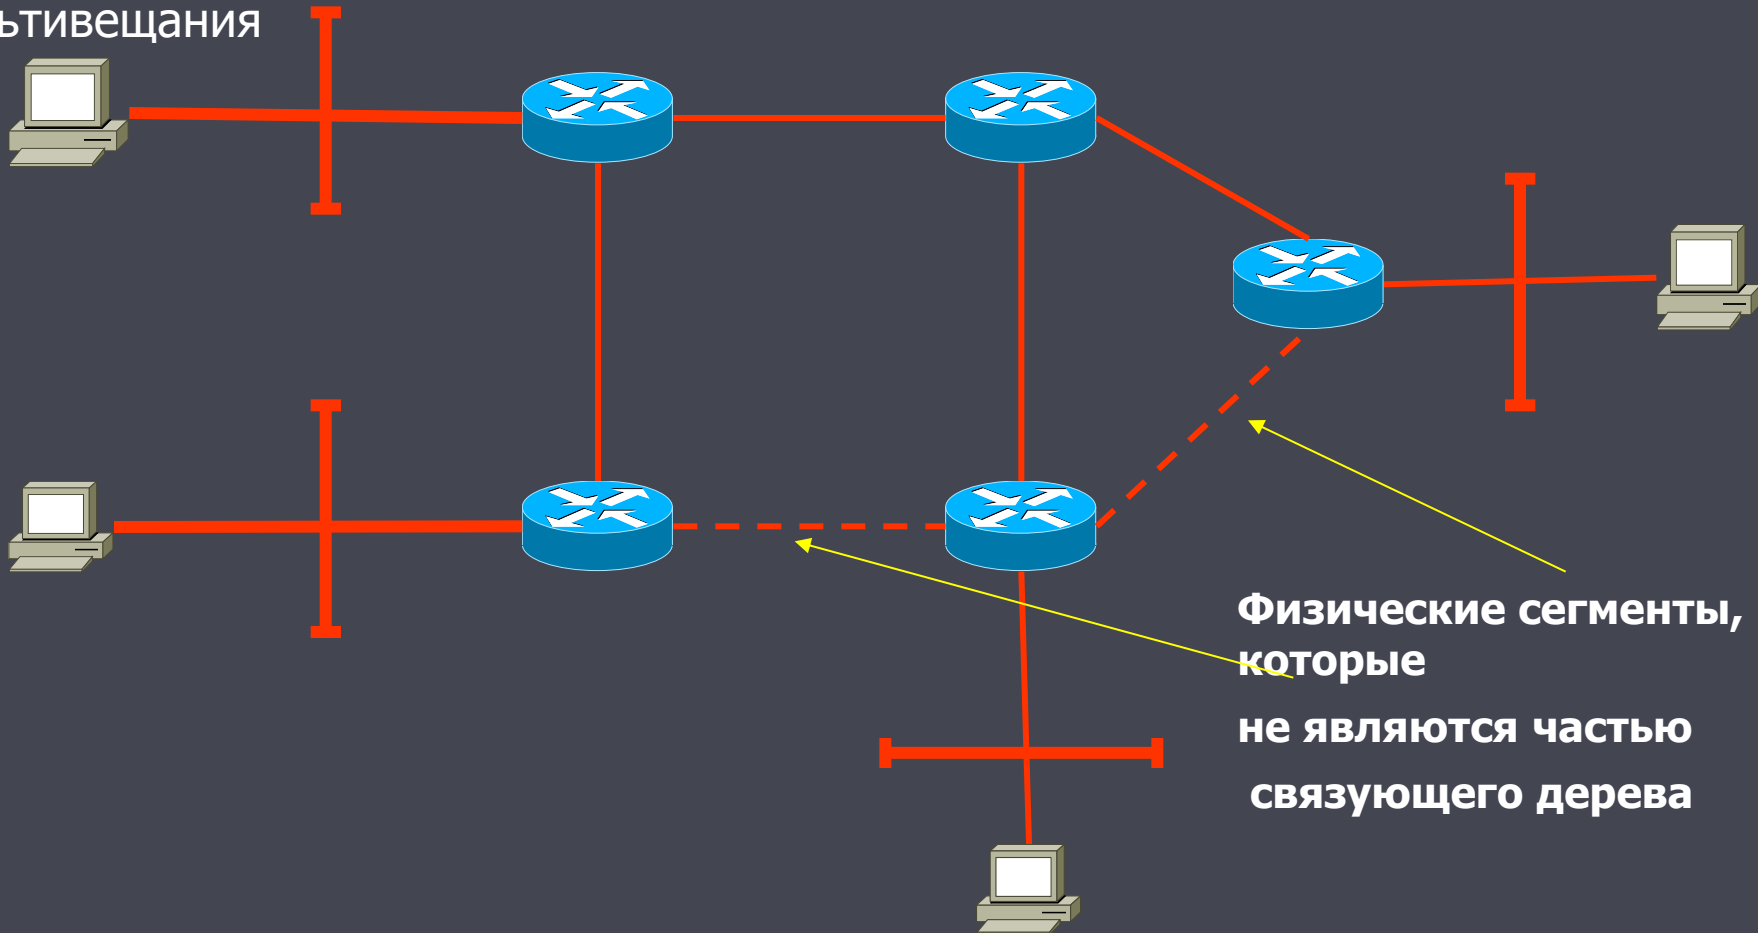 ьтивещания
Физические сегменты,
которые
не являются частью
связующего дерева